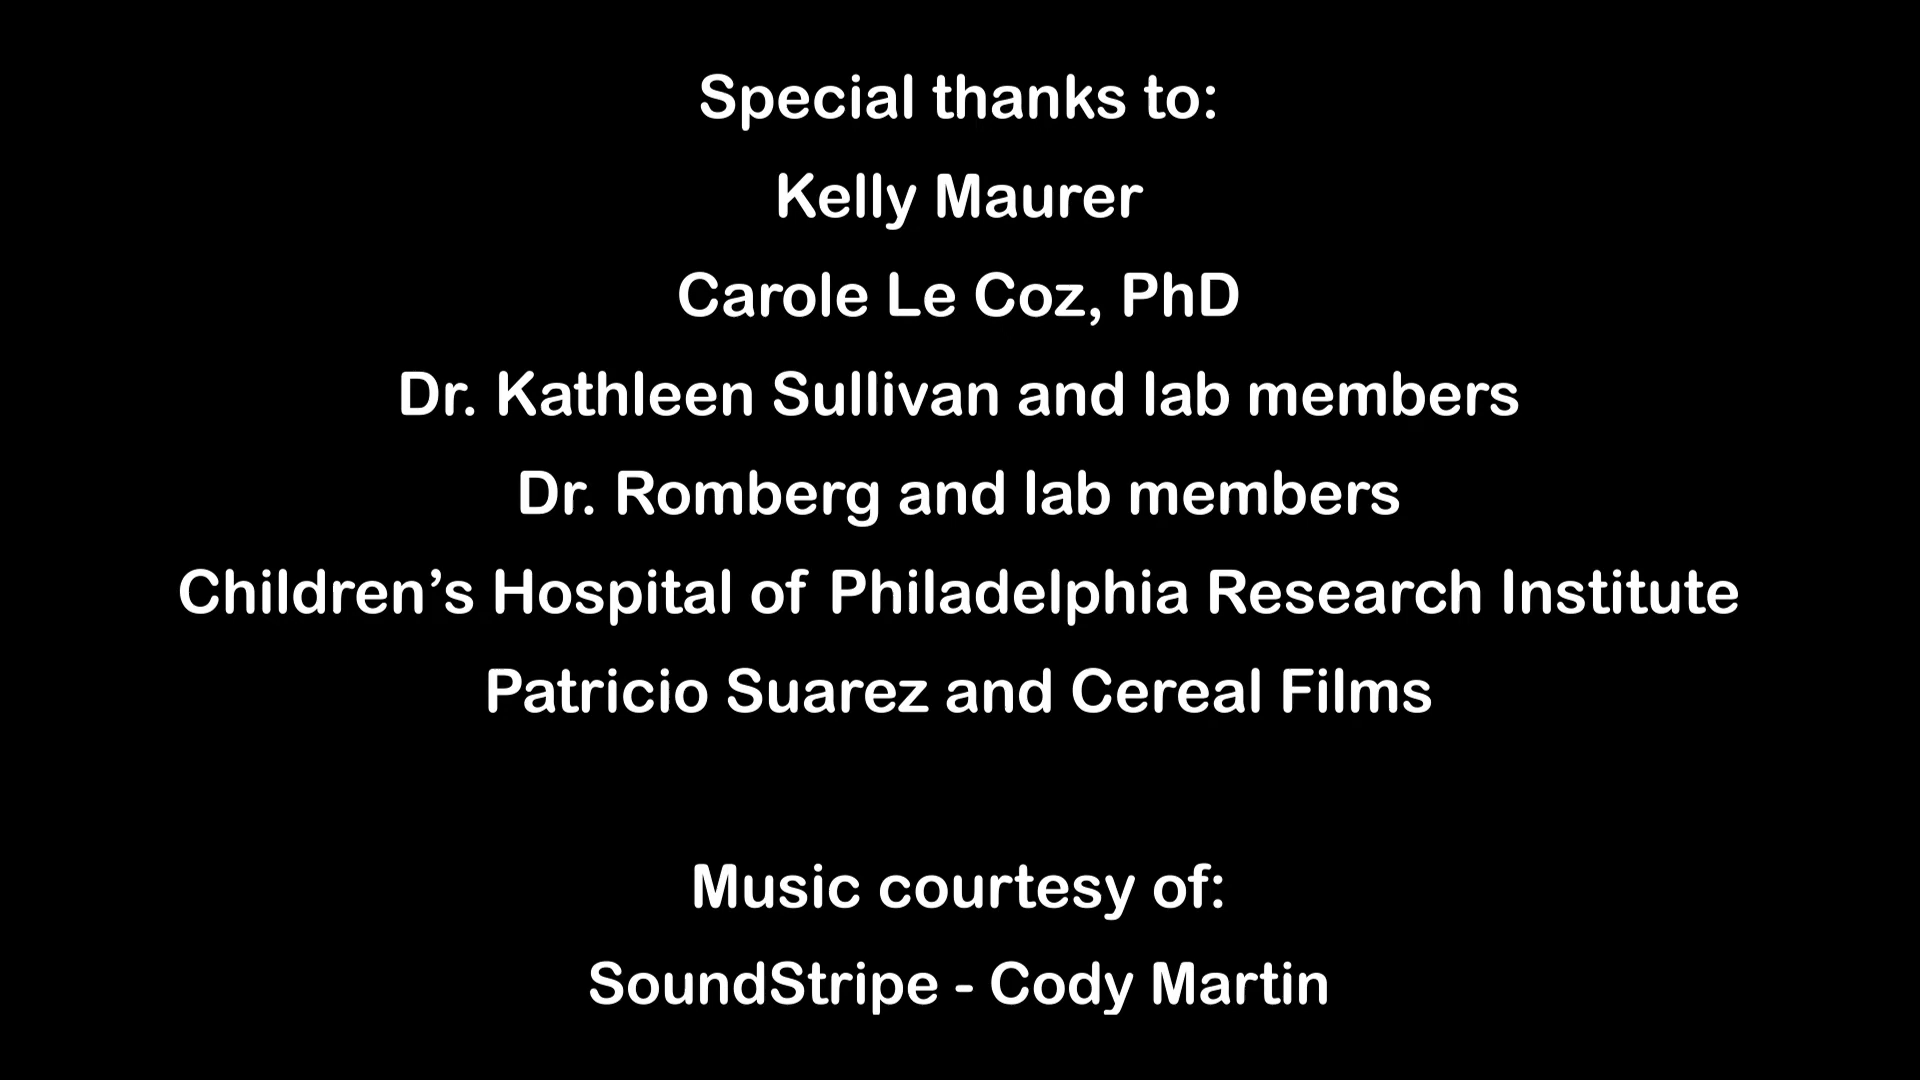 Special thanks to:
Kelly Maurer
Carole Le Coz, PhD
Dr. Kathleen Sullivan and lab members
Dr. Romberg and lab members
Children’s Hospital of Philadelphia Research Institute
Patricio Suarez and Cereal Films
Music courtesy of:
SoundStripe - Cody Martin